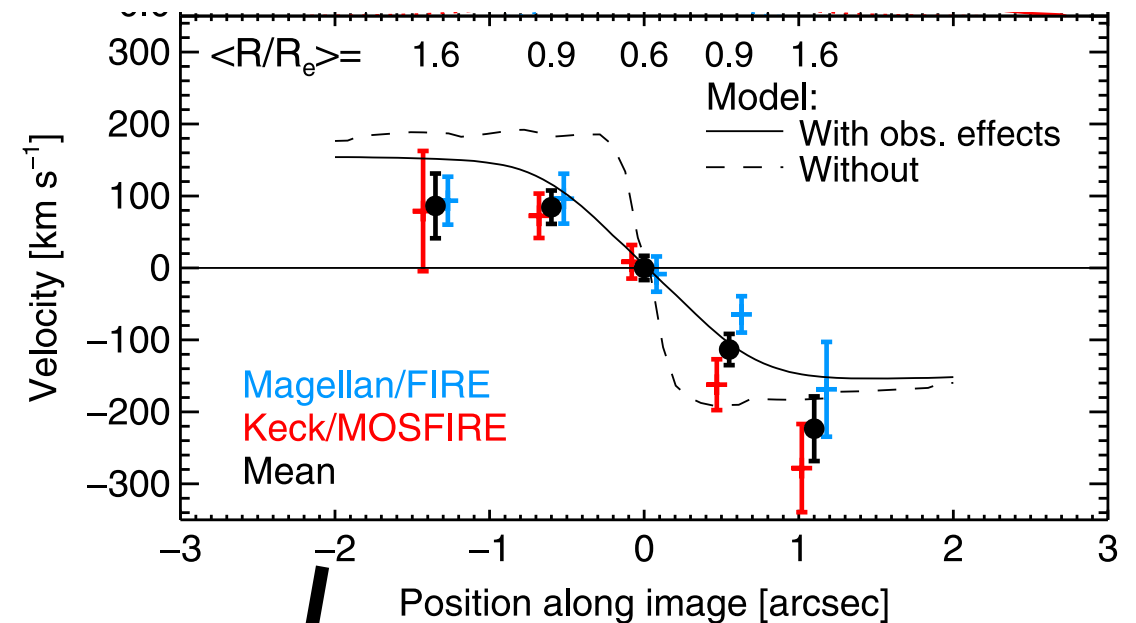 300
<R/Re>= 1.6 0.9 0.6 0.9 1.6
Model:
With obs. effects
Without
200
100
0
−100
−200
−300
Velocity [km s−1]
Magellan/FIRE
Keck/MOSFIRE
Mean
−3 −2 −1 0 1 2 3
Position along image [arcsec]